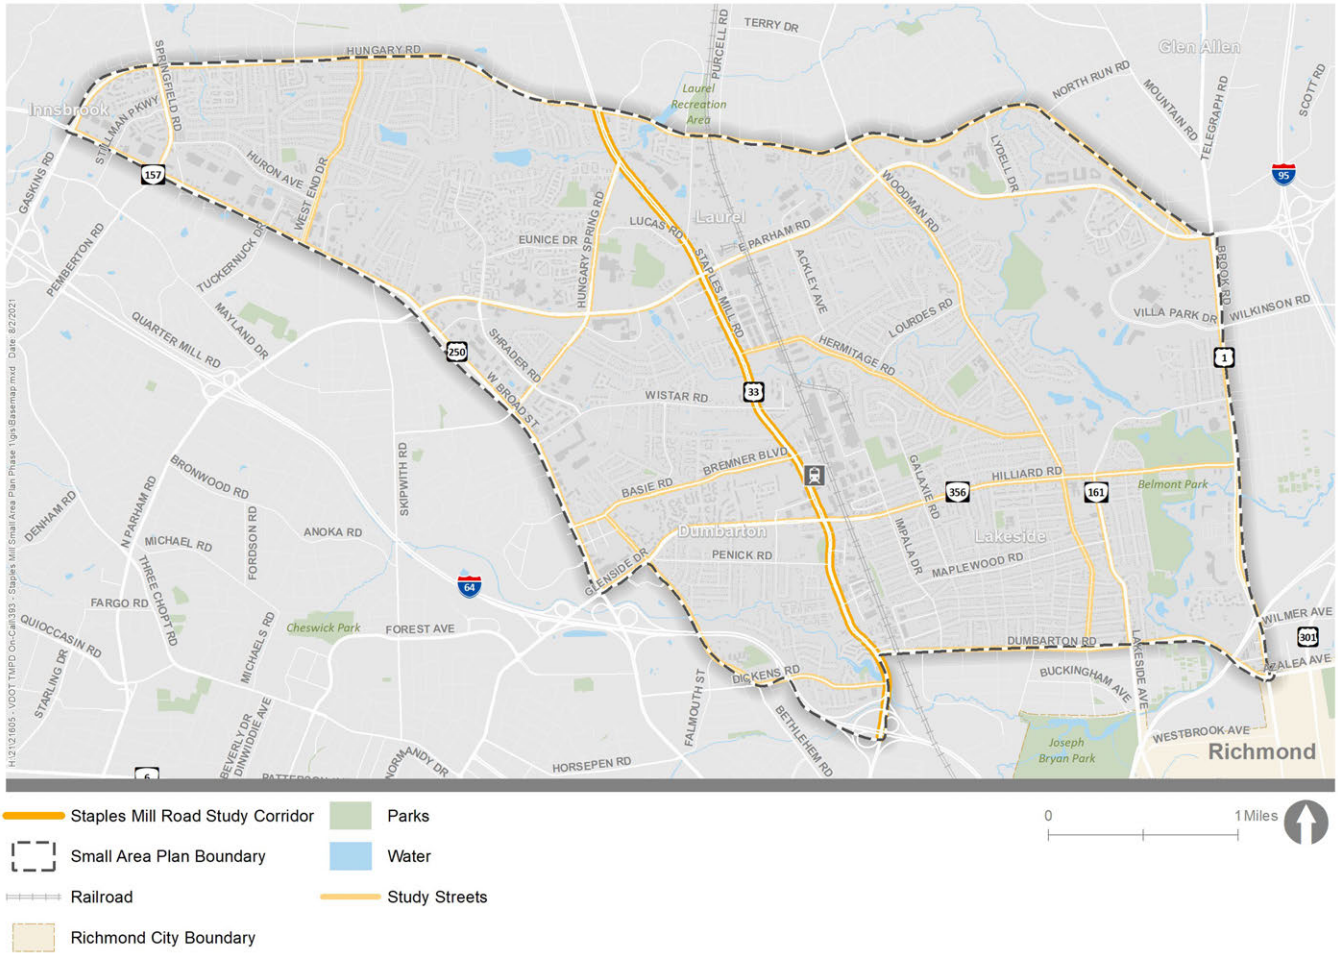 TERRY DR
PURCELL RD
Glen Allen
SPRINGFIELD RD
HUNGARY RD
NORTH RUN RD
MOUNTAIN RD
TELEGRAPH RD
SCOTT RD
Laurel
Recreation
Area
Innsbrook
STILLMAN PKWY
GASKINS RD
157
HURON AVE
WEST END DR
LYDELL DR
95
WOODMAN RD
LUCAS RD
Laurel
E PARHAM RD
EUNICE DR
HUNGARY SPRING RD
STAPLES MILL RD
ACKLEY AVE
PEMBERTON RD
TUCKERNUCK DR
BROOK RD
VILLA PARK DR
WILKINSON RD
MAYLAND DR
QUARTER MILL RD
LOURDES RD
HERMITAGE RD
250
SHRADER RD
1
W BROAD ST
WISTAR RD
33
SKIPWITH RD
BREMNER BLVD
BASIE RD
BRONWOOD RD
GALAXIE RD
HILLIARD RD
356
161
Belmont Park
DENHAM RD
N PARHAM RD
FORDSON RD
ANOKA RD
MICHAEL RD
Dumbarton
IMPALA DR
Lakeside
PENICK RD
MAPLEWOOD RD
THREE CHOPT RD
GLENSIDE DR
64
FARGO RD
QUIOCCASIN RD
MICHAELS RD
Cheswick Park
FOREST AVE
WILMER AVE
301
DUMBARTON RD
LAKESIDE AVE
AZALEA AVE
STARLING DR
FALMOUTH ST
DICKENS RD
BUCKINGHAM AVE
BETHLEHEM RD
BEVERLY DR
DINWIDDIE AVE
NORMANDY DR
HORSEPEN RD
Joseph
Bryan Park
WESTBROOK AVE
Richmond
6
Staples Mill Road Study Corridor
Parks
0
1 Miles
Small Area Plan Boundary
Water
Railroad
Study Streets
Richmond City Boundary